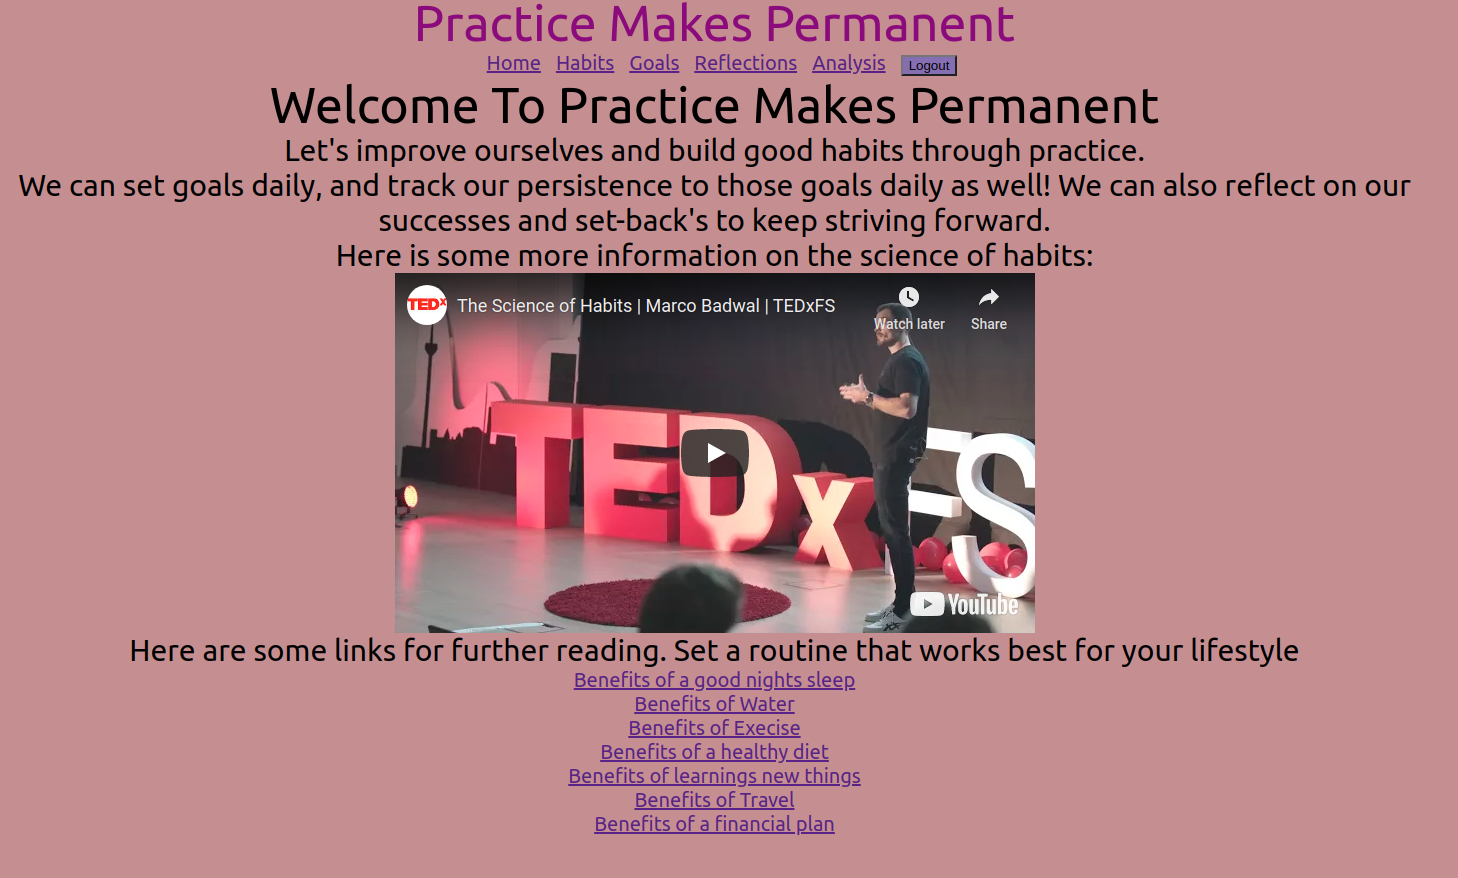 Practice Makes Permanent
Home Habits Goals Reflections Analysis Logout
Welcome To Practice Makes Permanent
Let's improve ourselves and build good habits through practice.
We can set goals daily, and track our persistence to those goals daily as well! We can also reflect on our
successes and set-back's to keep striving forward.
Here is some more information on the science of habits:
TEDx The Science of Habits | Marco Badwal | TEDxFS
Watch later Share
TEDxFS
YouTube
Here are some links for further reading. Set a routine that works best for your lifestyle
Benefits of a good nights sleep
Benefits of Water
Benefits of Execise
Benefits of a healthy diet
Benefits of learnings new things
Benefits of Travel
Benefits of a financial plan